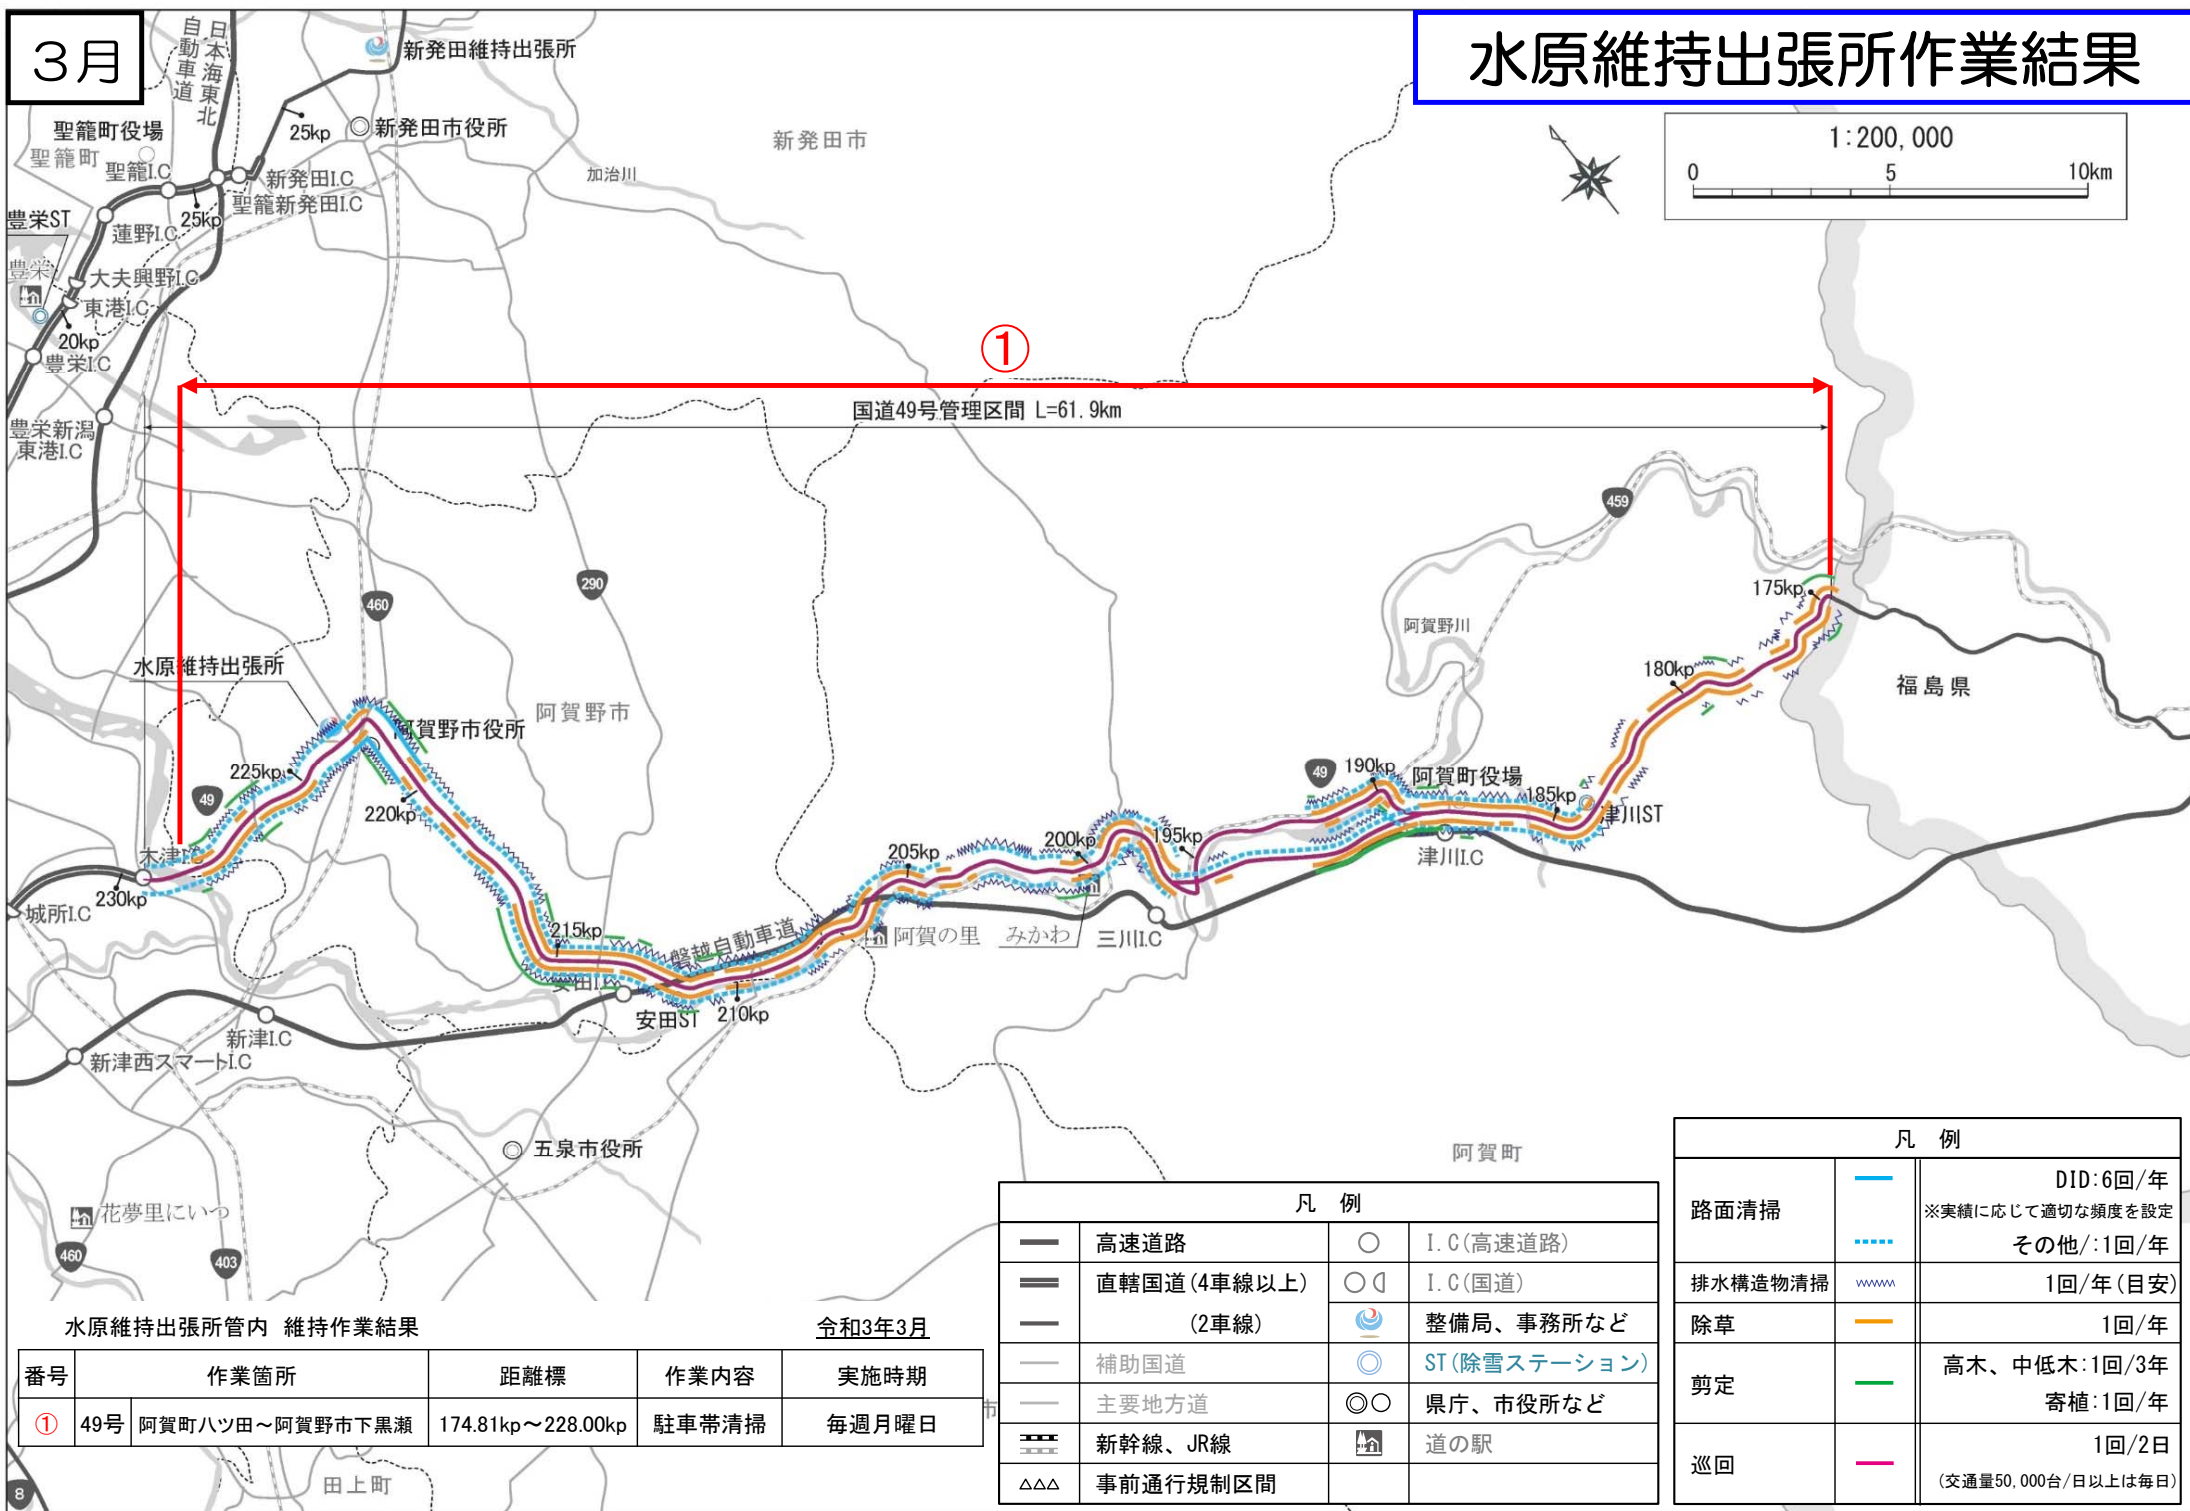 3月
水原維持出張所作業結果
日本海東北
自動車道
新発田維持出張所
25kp
新発田市役所
新発田市
聖籠町役場
聖籠町
聖籠I.C
新発田I.C
聖籠新発田I.C
加治川
1:200,000
0 5 10km
豊栄ST
25kp
蓮野I.C
豊栄
大夫興野I.C
東港I.C
20kp
豊栄I.C
①
国道49号管理区間 L=61.9km
豊栄新潟
東港I.C
459
290
460
175kp
阿賀野川
水原維持出張所
180kp
福島県
阿賀野市
阿賀野市役所
225kp
49
220kp
49
190kp
阿賀町役場
185kp
津川ST
木津I.C
230kp
205kp
200kp
195kp
津川I.C
城所I.C
215kp
磐越自動車道
阿賀の里
みかわ
三川I.C
安田I.C
安田ST
210kp
新津I.C
新津西スマートI.C
五泉市役所
阿賀町
花夢里にいつ
460
403
田上町
8
市
水原維持出張所管内 維持作業結果
令和3年3月
番号 作業箇所 距離標 作業内容 実施時期
① 49号 阿賀町八ツ田～阿賀野市下黒瀬 174.81kp～228.00kp 駐車帯清掃 毎週月曜日
凡 例
高速道路 I.C(高速道路)
直轄国道(4車線以上) I.C(国道)
(2車線) 整備局、事務所など
補助国道 ST(除雪ステーション)
主要地方道 県庁、市役所など
新幹線、JR線 道の駅
事前通行規制区間
凡 例
路面清掃 DID:6回/年
※実績に応じて適切な頻度を設定
その他/:1回/年
排水構造物清掃 1回/年(目安)
除草 1回/年
剪定 高木、中低木:1回/3年
寄植:1回/年
巡回 1回/2日
(交通量50,000台/日以上は毎日)